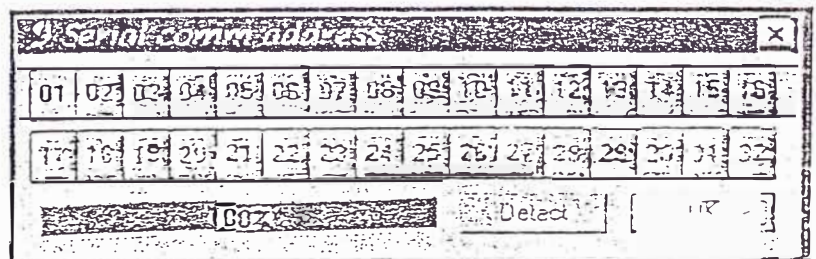 Serial comm address
01 02 03 04 05 06 07 08 09 10 11 12 13 14 15 16
17 18 19 20 21 22 23 24 25 26 27 28 29 30 31 32
100% Detect